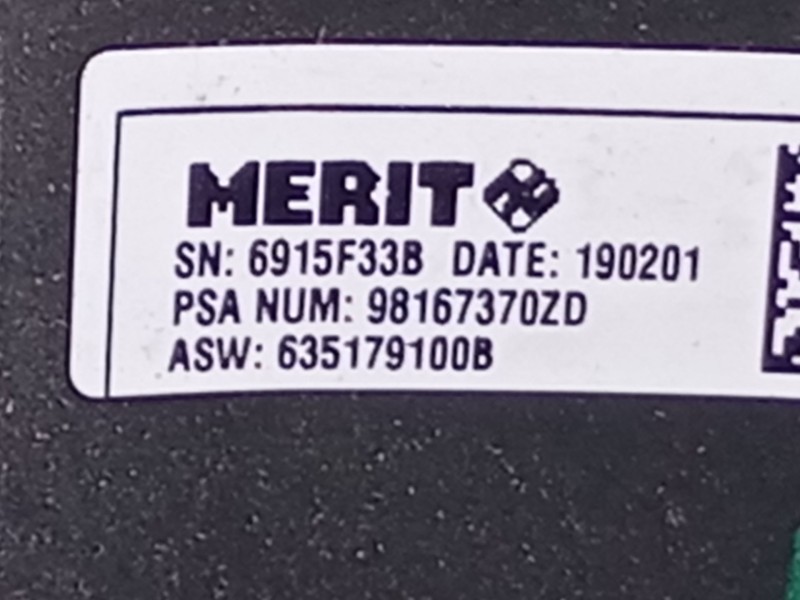 MERIT
SN: 6915F33B DATE: 190201
PSA NUM: 98167370ZD
ASW: 635179100B